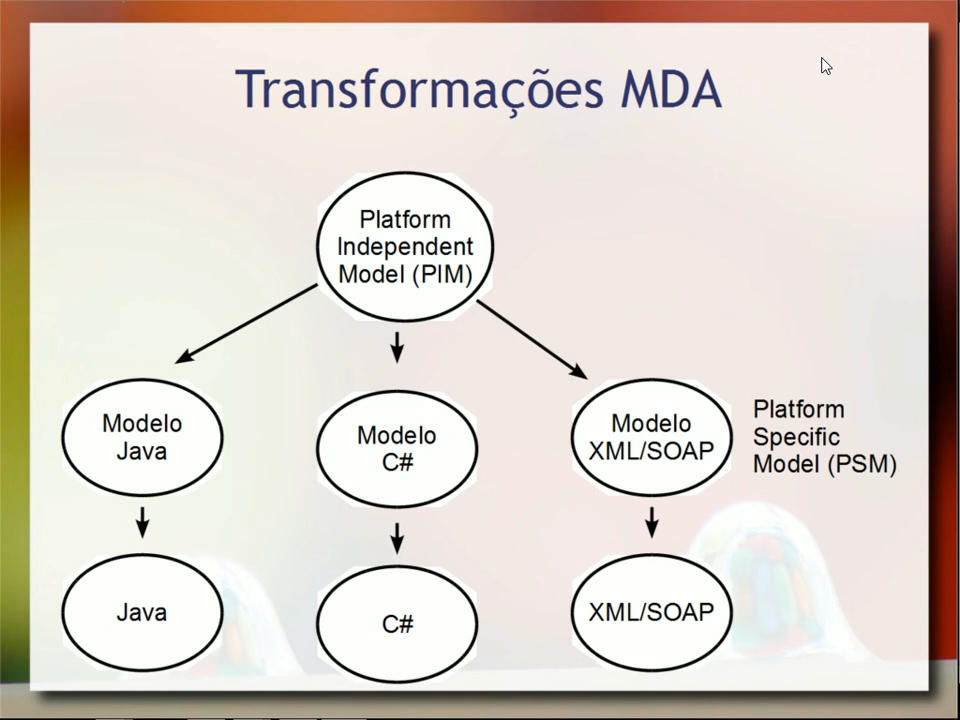 Transformações MDA
Platform
Independent
Model (PIM)
Modelo
Java
Modelo
C#
Modelo
XML/SOAP
Platform
Specific
Model (PSM)
Java
C#
XML/SOAP